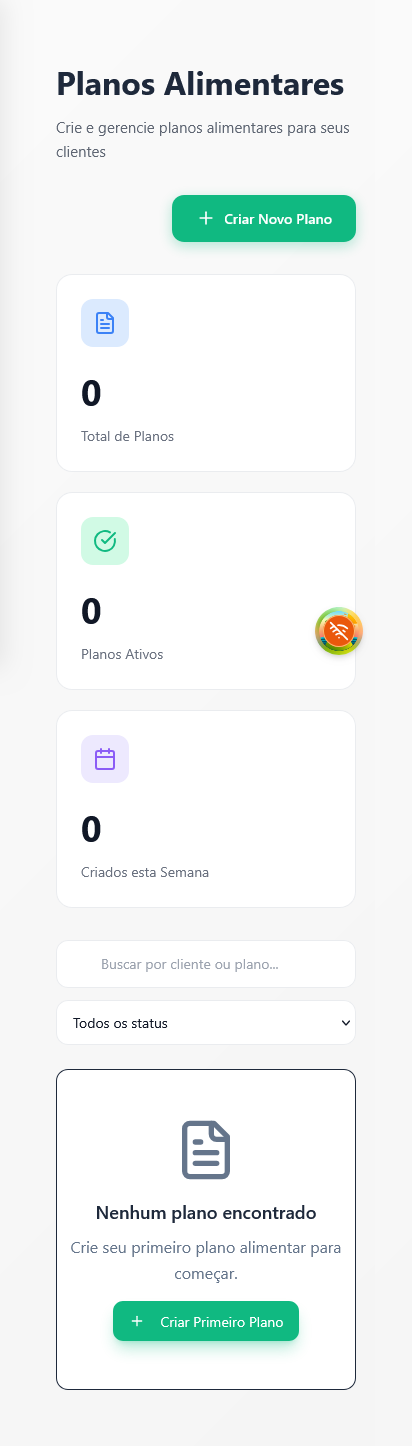 Planos Alimentares
Crie e gerencie planos alimentares para seus
clientes
Criar Novo Plano
0
Total de Planos
0
Planos Ativos
0
Criados esta Semana
Buscar por cliente ou plano...
Todos os status
Nenhum plano encontrado
Crie seu primeiro plano alimentar para
começar.
Criar Primeiro Plano